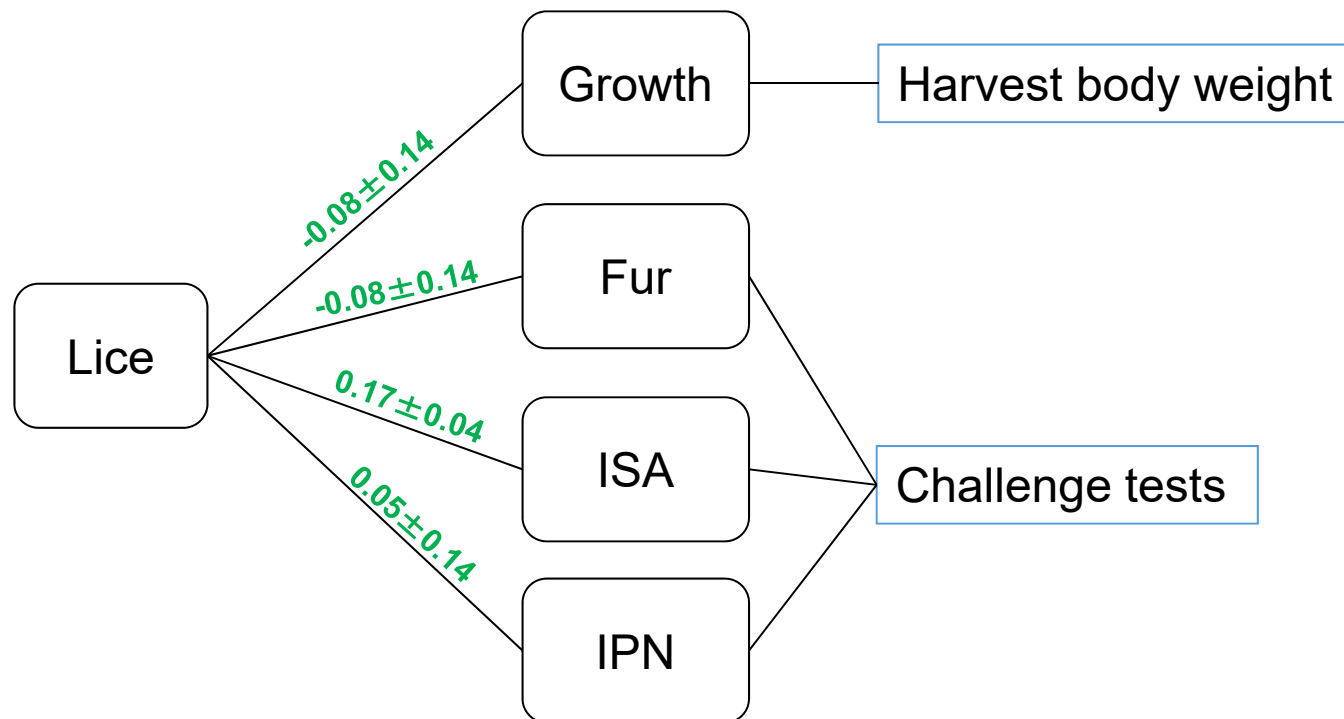 Growth
Harvest body weight
-0.08±0.14
Fur
-0.08±0.14
Lice
0.17±0.04
ISA
Challenge tests
0.05±0.14
IPN